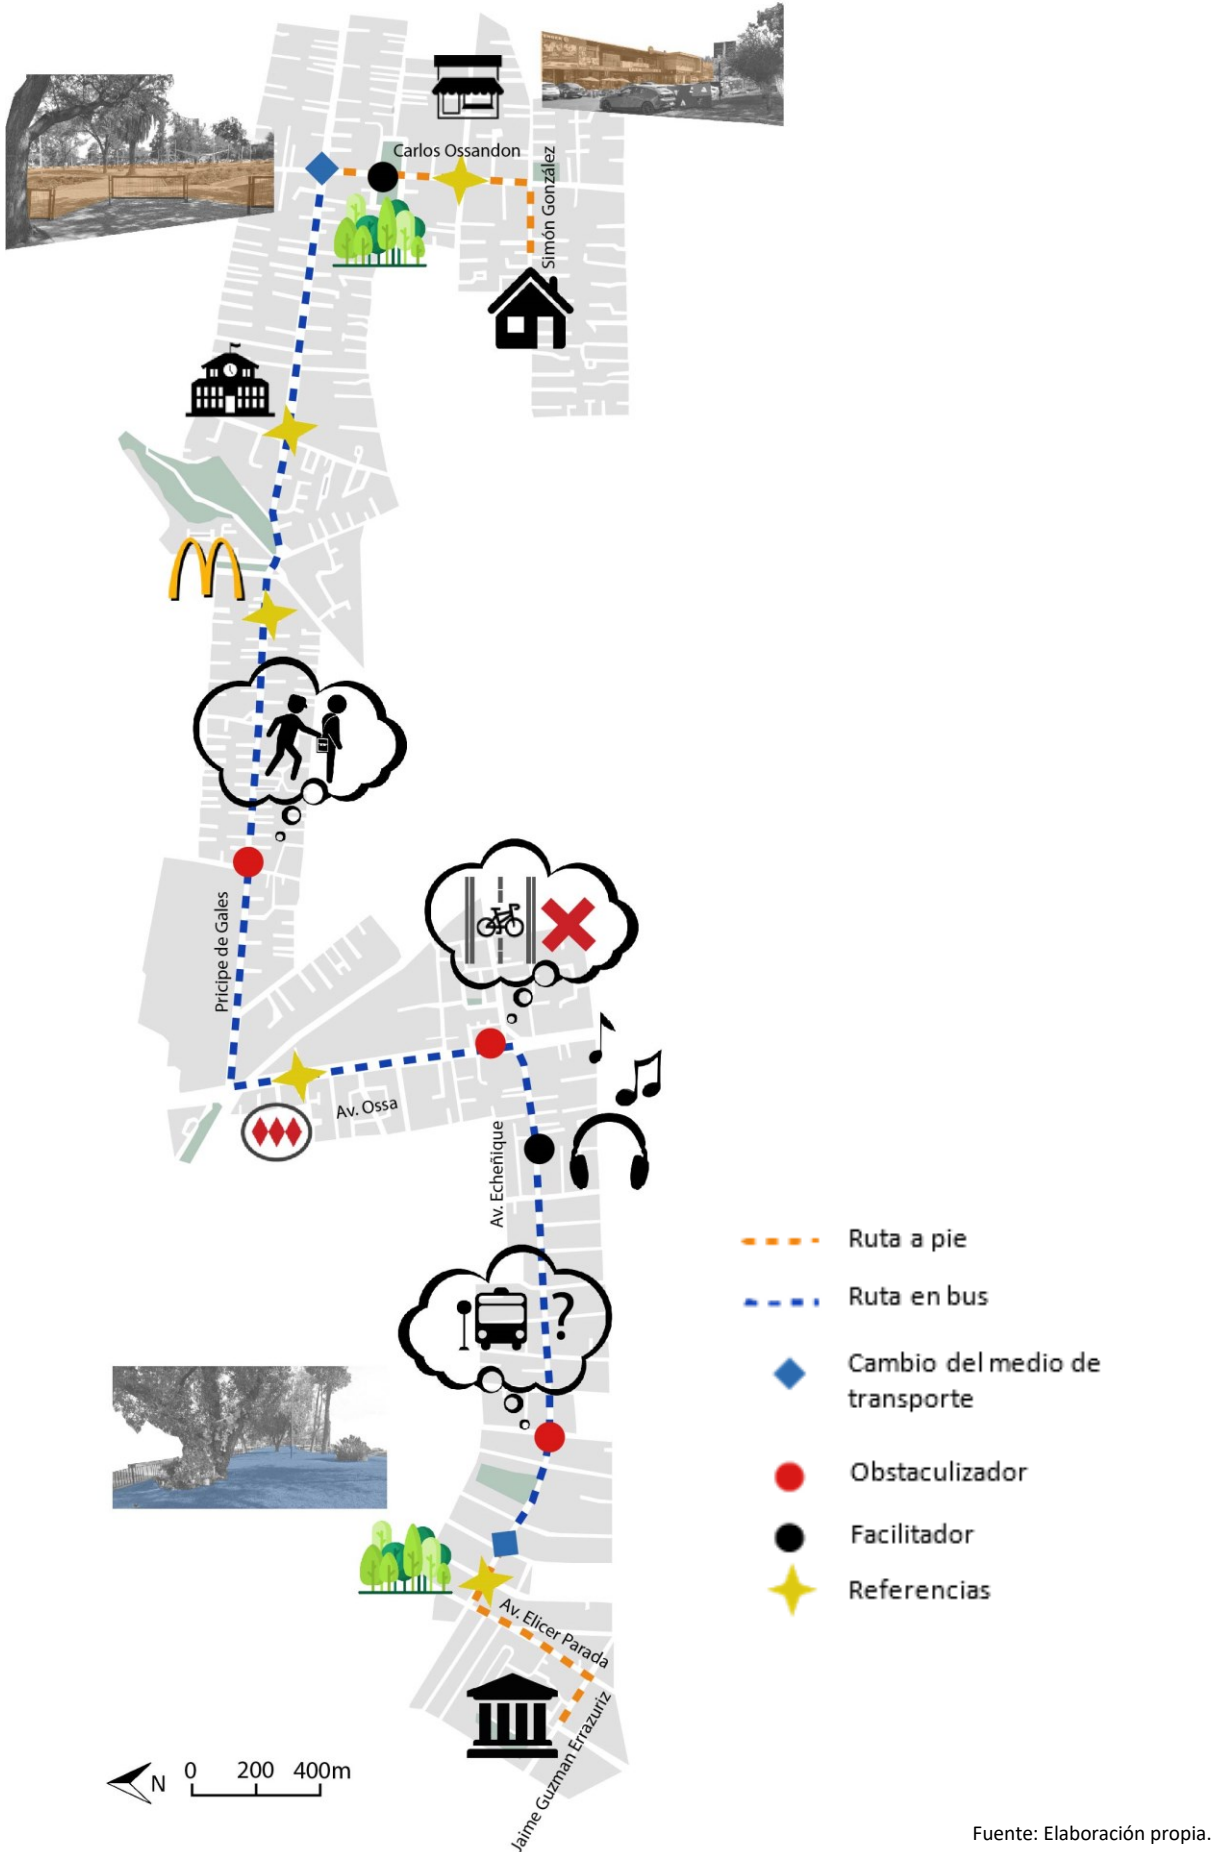 Carlos Ossandon
Simón González
Pricipe de Gales
Av. Ossa
Av. Echeñique
?
Ruta a pie
Ruta en bus
Cambio del medio de
transporte
Obstaculizador
Facilitador
Referencias
Av. Elicer Parada
Jaime Guzman Errazuriz
N
0 200 400m
Fuente: Elaboración propia.